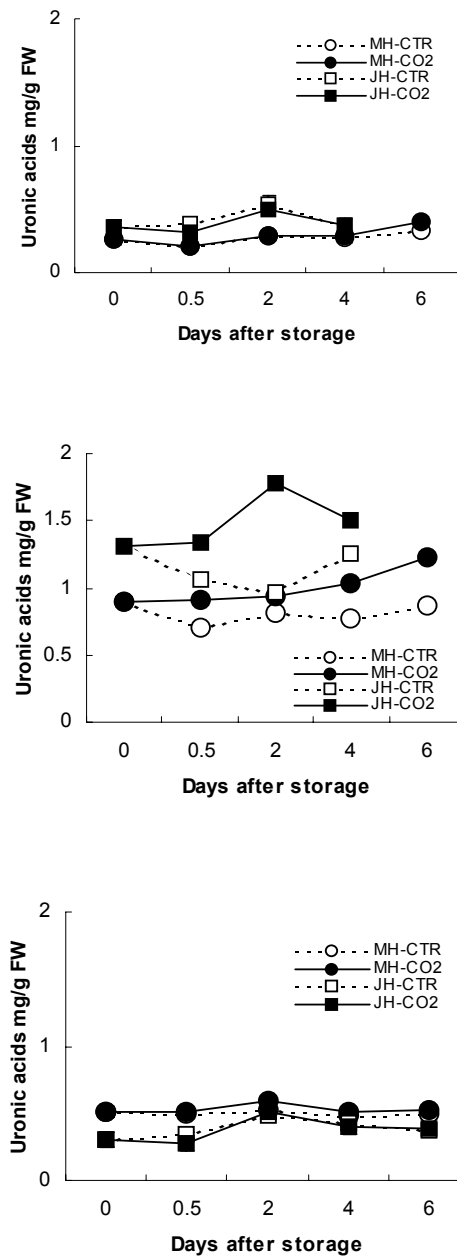 2
MH-CTR
MH-CO2
JH-CTR
JH-CO2
Uronic acids mg/g FW
1
0
0 0.5 2 4 6
Days after storage
2
1.5
Uronic acids mg/g FW
1
0.5
MH-CTR
MH-CO2
JH-CTR
JH-CO2
0
0 0.5 2 4 6
Days after storage
2
MH-CTR
MH-CO2
JH-CTR
JH-CO2
Uronic acids mg/g FW
1
0
0 0.5 2 4 6
Days after storage